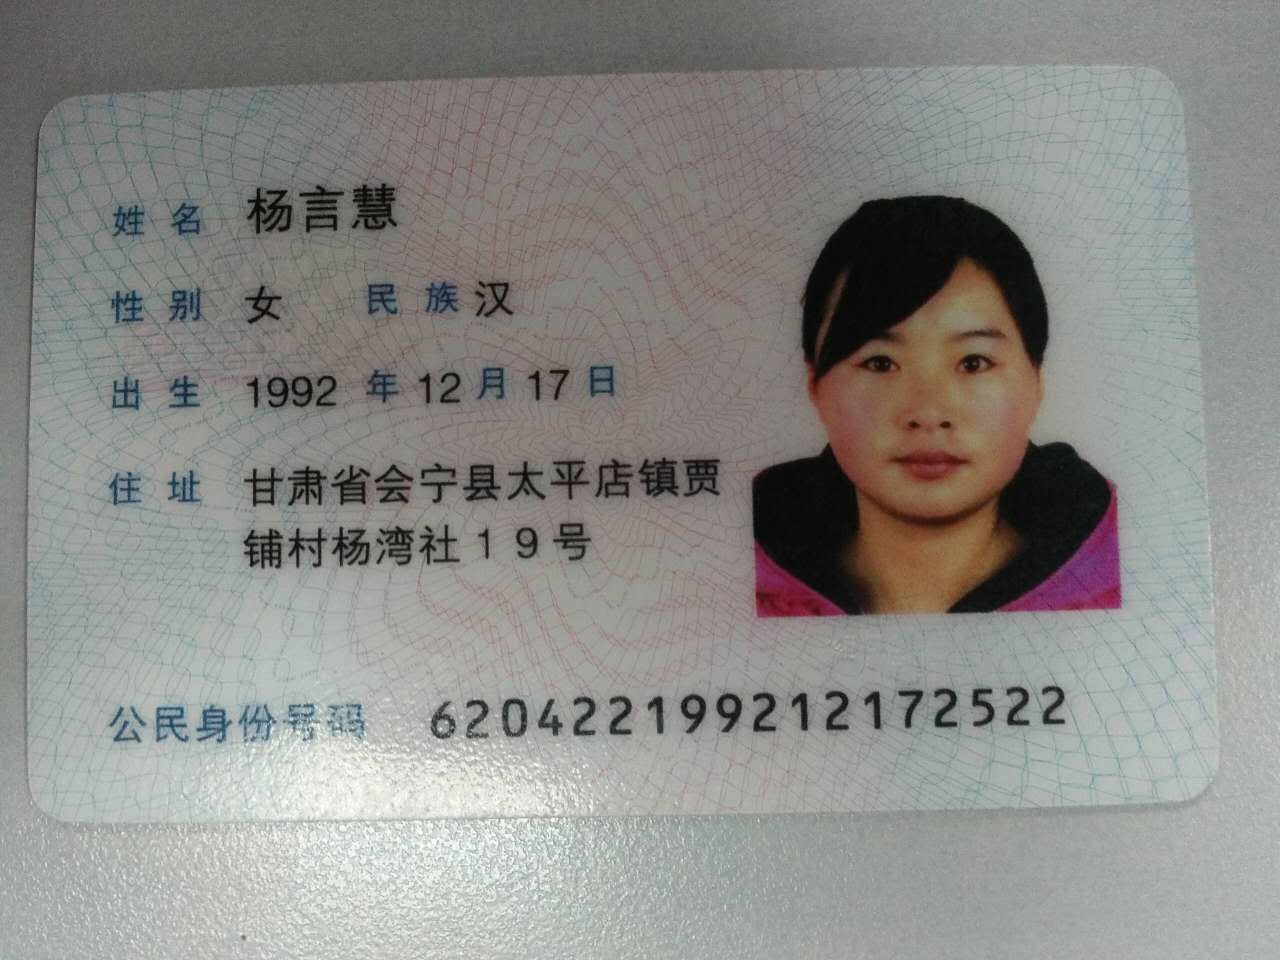 姓名 杨言慧
性别 女 民族 汉
出生 1992 年 12 月 17 日
住址 甘肃省会宁县太平店镇贾
铺村杨湾社19号
公民身份号码 620422199212172522